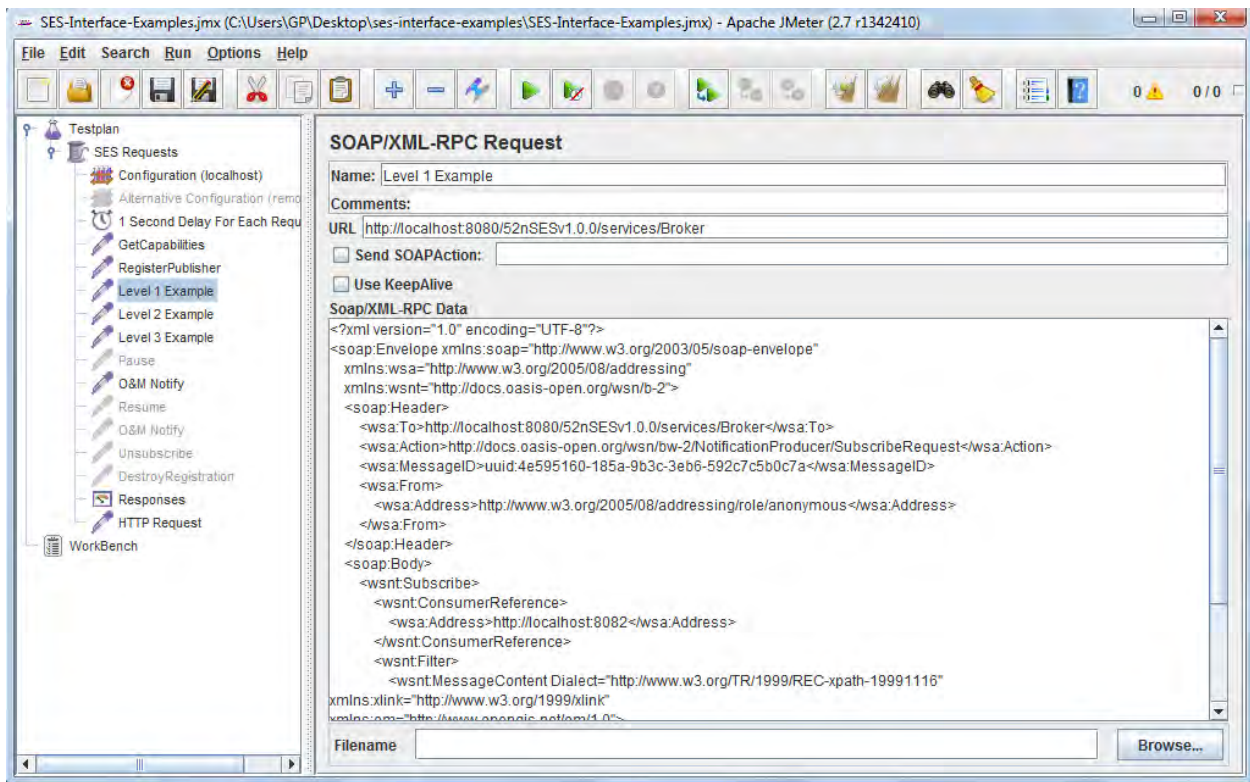 SES-Interface-Examples.jmx (C:\Users\GP\Desktop\ses-interface-examples\SES-Interface-Examples.jmx) - Apache JMeter (2.7 r1342410)
File Edit Search Run Options Help
0 0/0
Testplan
SES Requests
Configuration (localhost)
Alternative Configuration (remo
1 Second Delay For Each Requ
GetCapabilities
RegisterPublisher
Level 1 Example
Level 2 Example
Level 3 Example
Pause
O&M Notify
Resume
O&M Notify
Unsubscribe
DestroyRegistration
Responses
HTTP Request
WorkBench
SOAP/XML-RPC Request
Name: Level 1 Example
Comments:
URL http://localhost:8080/52nSESv1.0.0/services/Broker
Send SOAPAction:
Use KeepAlive
Soap/XML-RPC Data
<?xml version="1.0" encoding="UTF-8"?>
<soap:Envelope xmlns:soap="http://www.w3.org/2003/05/soap-envelope"
xmlns:wsa="http://www.w3.org/2005/08/addressing"
xmlns:wsnt="http://docs.oasis-open.org/wsn/b-2">
<soap:Header>
<wsa:To>http://localhost:8080/52nSESv1.0.0/services/Broker</wsa:To>
<wsa:Action>http://docs.oasis-open.org/wsn/bw-2/NotificationProducer/SubscribeRequest</wsa:Action>
<wsa:MessageID>uuid:4e595160-185a-9b3c-3eb6-592c7c5b0c7a</wsa:MessageID>
<wsa:From>
<wsa:Address>http://www.w3.org/2005/08/addressing/role/anonymous</wsa:Address>
</wsa:From>
</soap:Header>
<soap:Body>
<wsnt:Subscribe>
<wsnt:ConsumerReference>
<wsa:Address>http://localhost:8082</wsa:Address>
</wsnt:ConsumerReference>
<wsnt:Filter>
<wsnt:MessageContent Dialect="http://www.w3.org/TR/1999/REC-xpath-19991116"
xmlns:xlink="http://www.w3.org/1999/xlink"
xmlns:om="http://www.opengis.net/om/1.0">
Filename
Browse...